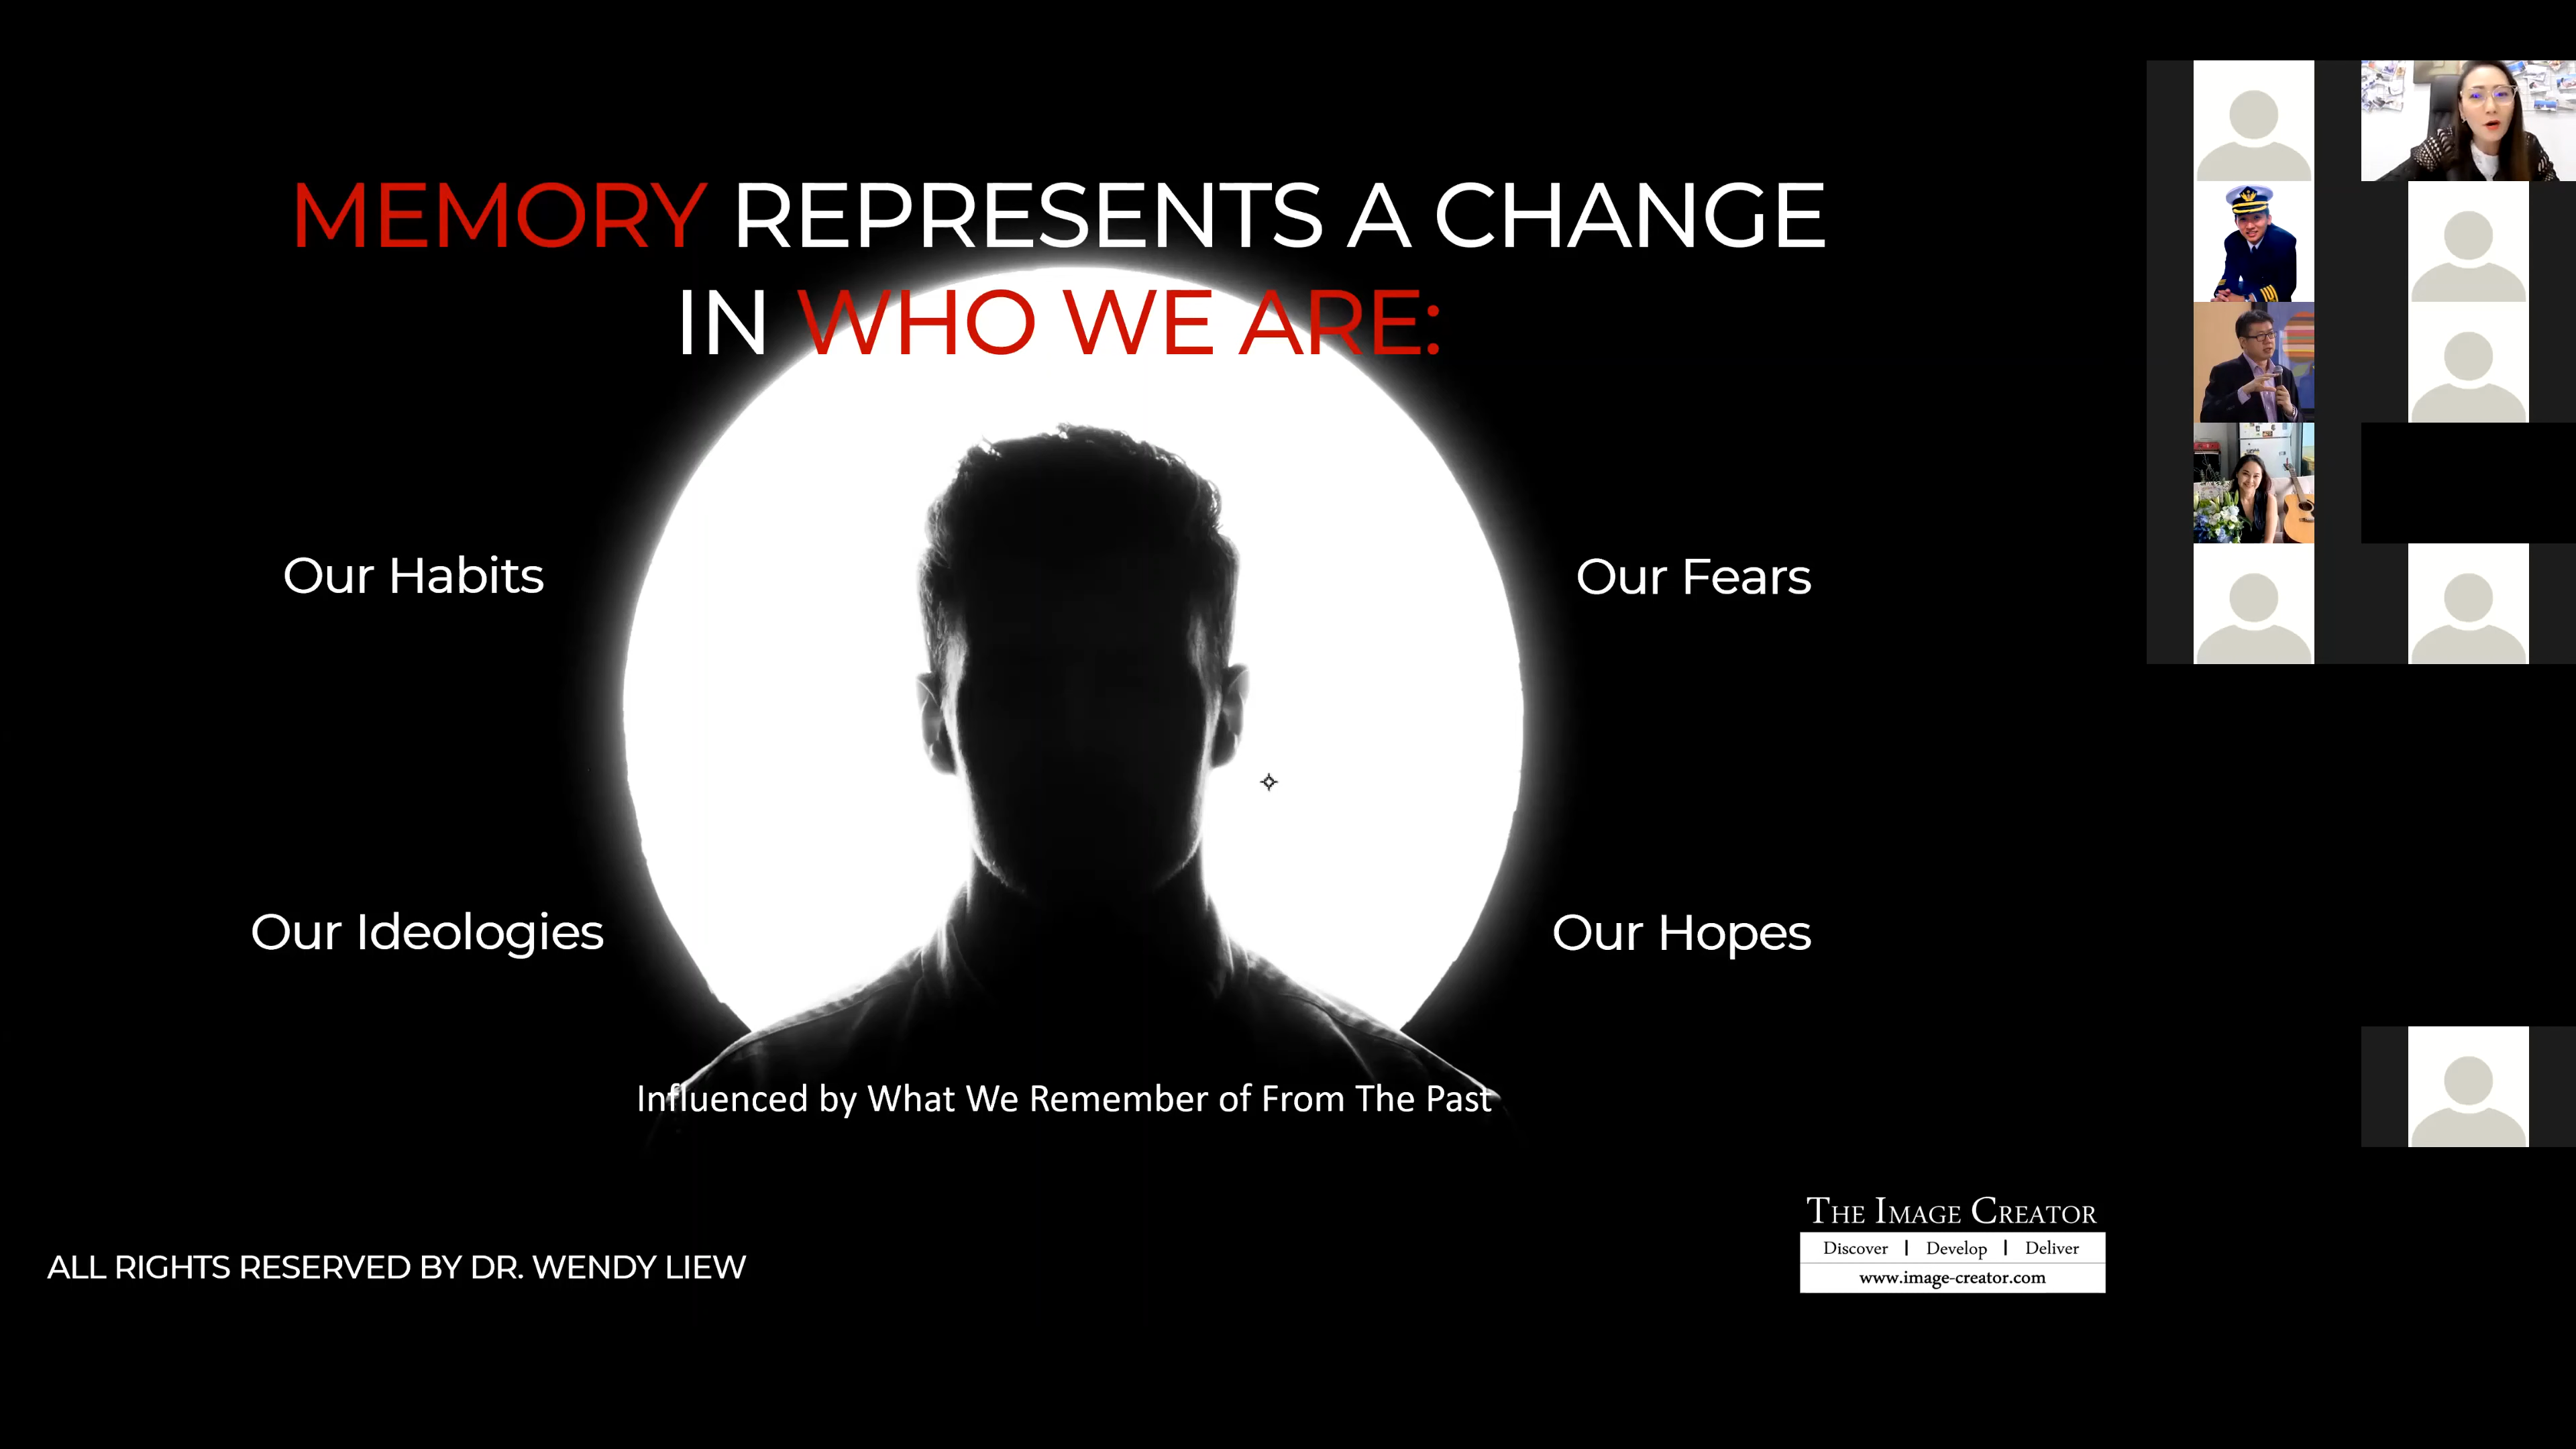 MEMORY REPRESENTS A CHANGE
IN WHO WE ARE:
Our Habits
Our Fears
Our Ideologies
Our Hopes
Influenced by What We Remember of From The Past
THE IMAGE CREATOR
Discover | Develop | Deliver
www.image-creator.com
ALL RIGHTS RESERVED BY DR. WENDY LIEW